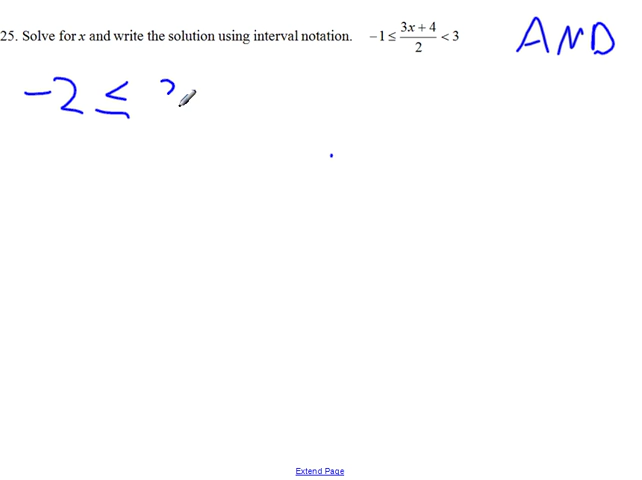 25. Solve for x and write the solution using interval notation. −1 ≤ (3x + 4)/2 < 3
AND
−2 ≤
Extend Page